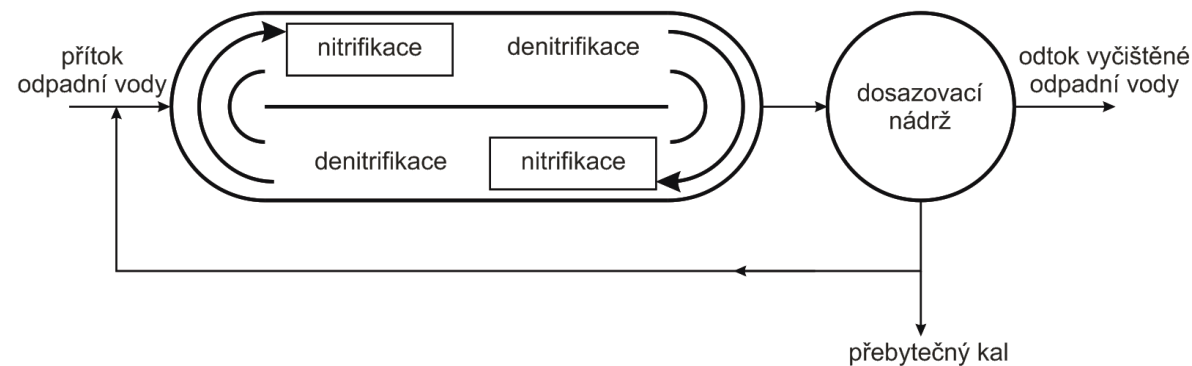 přítok
odpadní vody
nitrifikace
denitrifikace
denitrifikace
nitrifikace
dosazovací
nádrž
odtok vyčištěné
odpadní vody
přebytečný kal